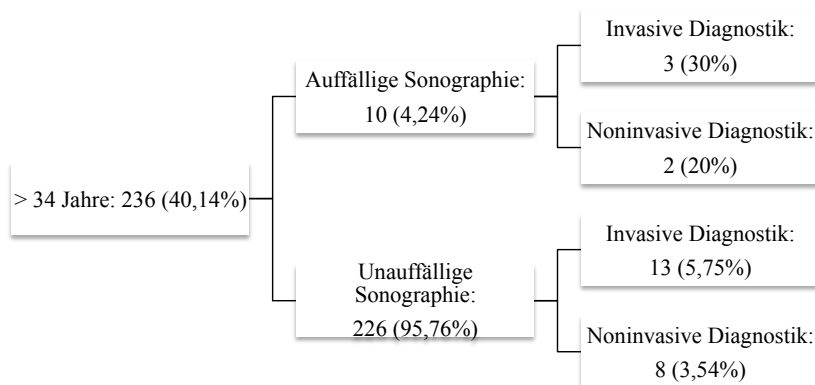 > 34 Jahre: 236 (40,14%)
Auffällige Sonographie:
10 (4,24%)
Invasive Diagnostik:
3 (30%)
Noninvasive Diagnostik:
2 (20%)
Unauffällige
Sonographie:
226 (95,76%)
Invasive Diagnostik:
13 (5,75%)
Noninvasive Diagnostik:
8 (3,54%)